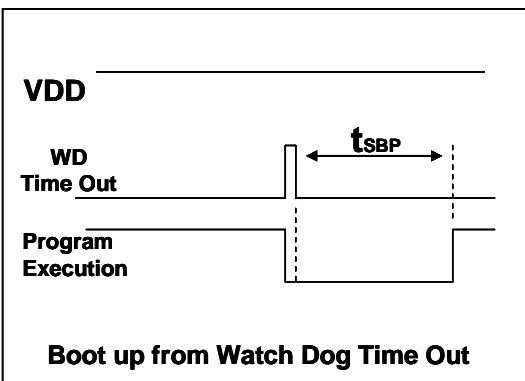 VDD
tSBP
WD
Time Out
Program
Execution
Boot up from Watch Dog Time Out